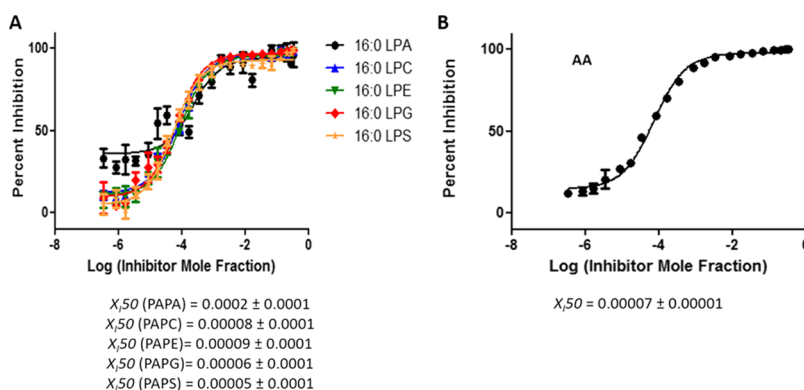 A
Percent Inhibition
100
50
0
-8
-6
-4
-2
0
Log (Inhibitor Mole Fraction)
16:0 LPA
16:0 LPC
16:0 LPE
16:0 LPG
16:0 LPS
XI50 (PAPA) = 0.0002 ± 0.0001
XI50 (PAPC) = 0.00008 ± 0.0001
XI50 (PAPE)= 0.00009 ± 0.0001
XI50 (PAPG)= 0.00006 ± 0.0001
XI50 (PAPS)= 0.00005 ± 0.0001
B
AA
Percent Inhibition
100
50
0
-8
-6
-4
-2
0
Log (Inhibitor Mole Fraction)
XI50 = 0.00007 ± 0.00001